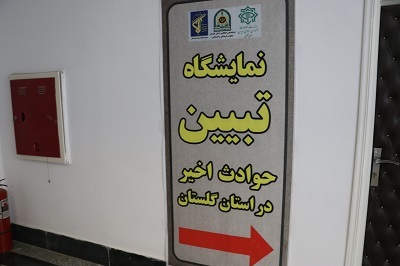 نمایشگاه
تبیین
حوادث اخیر
در استان گلستان